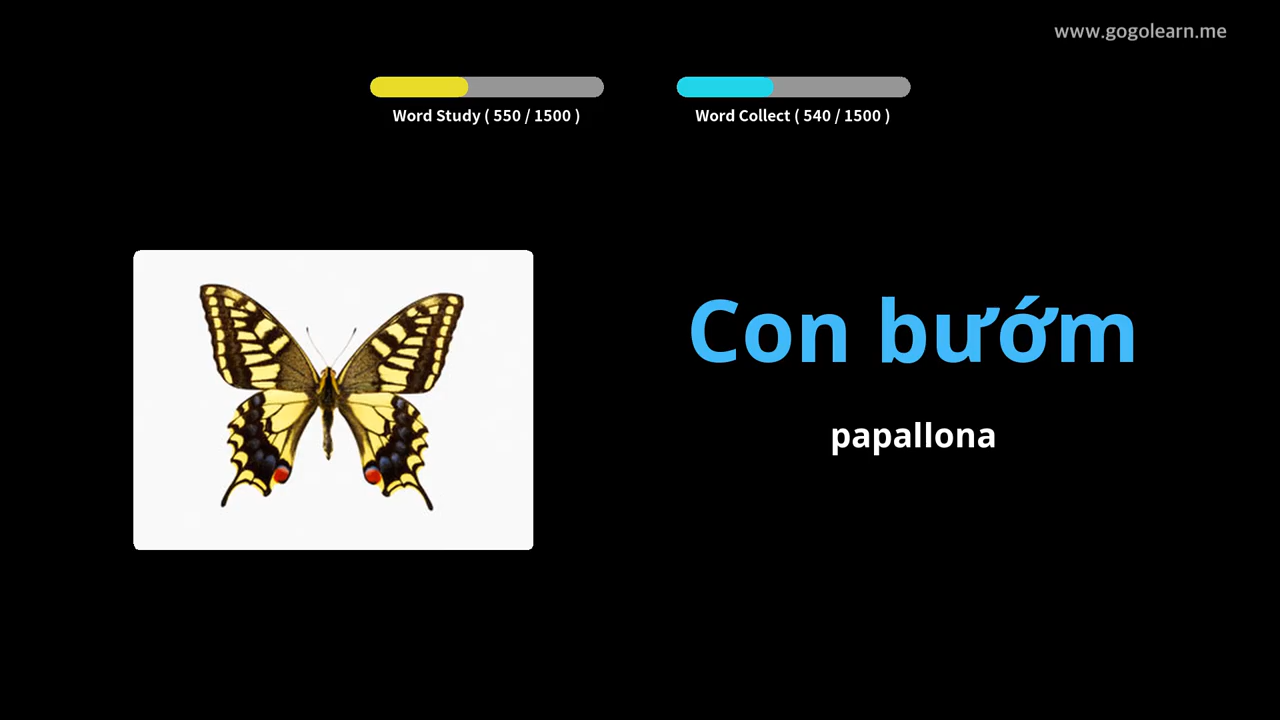 www.gogolearn.me
Word Study ( 550 / 1500 )
Word Collect ( 540 / 1500 )
Con bướm
papallona